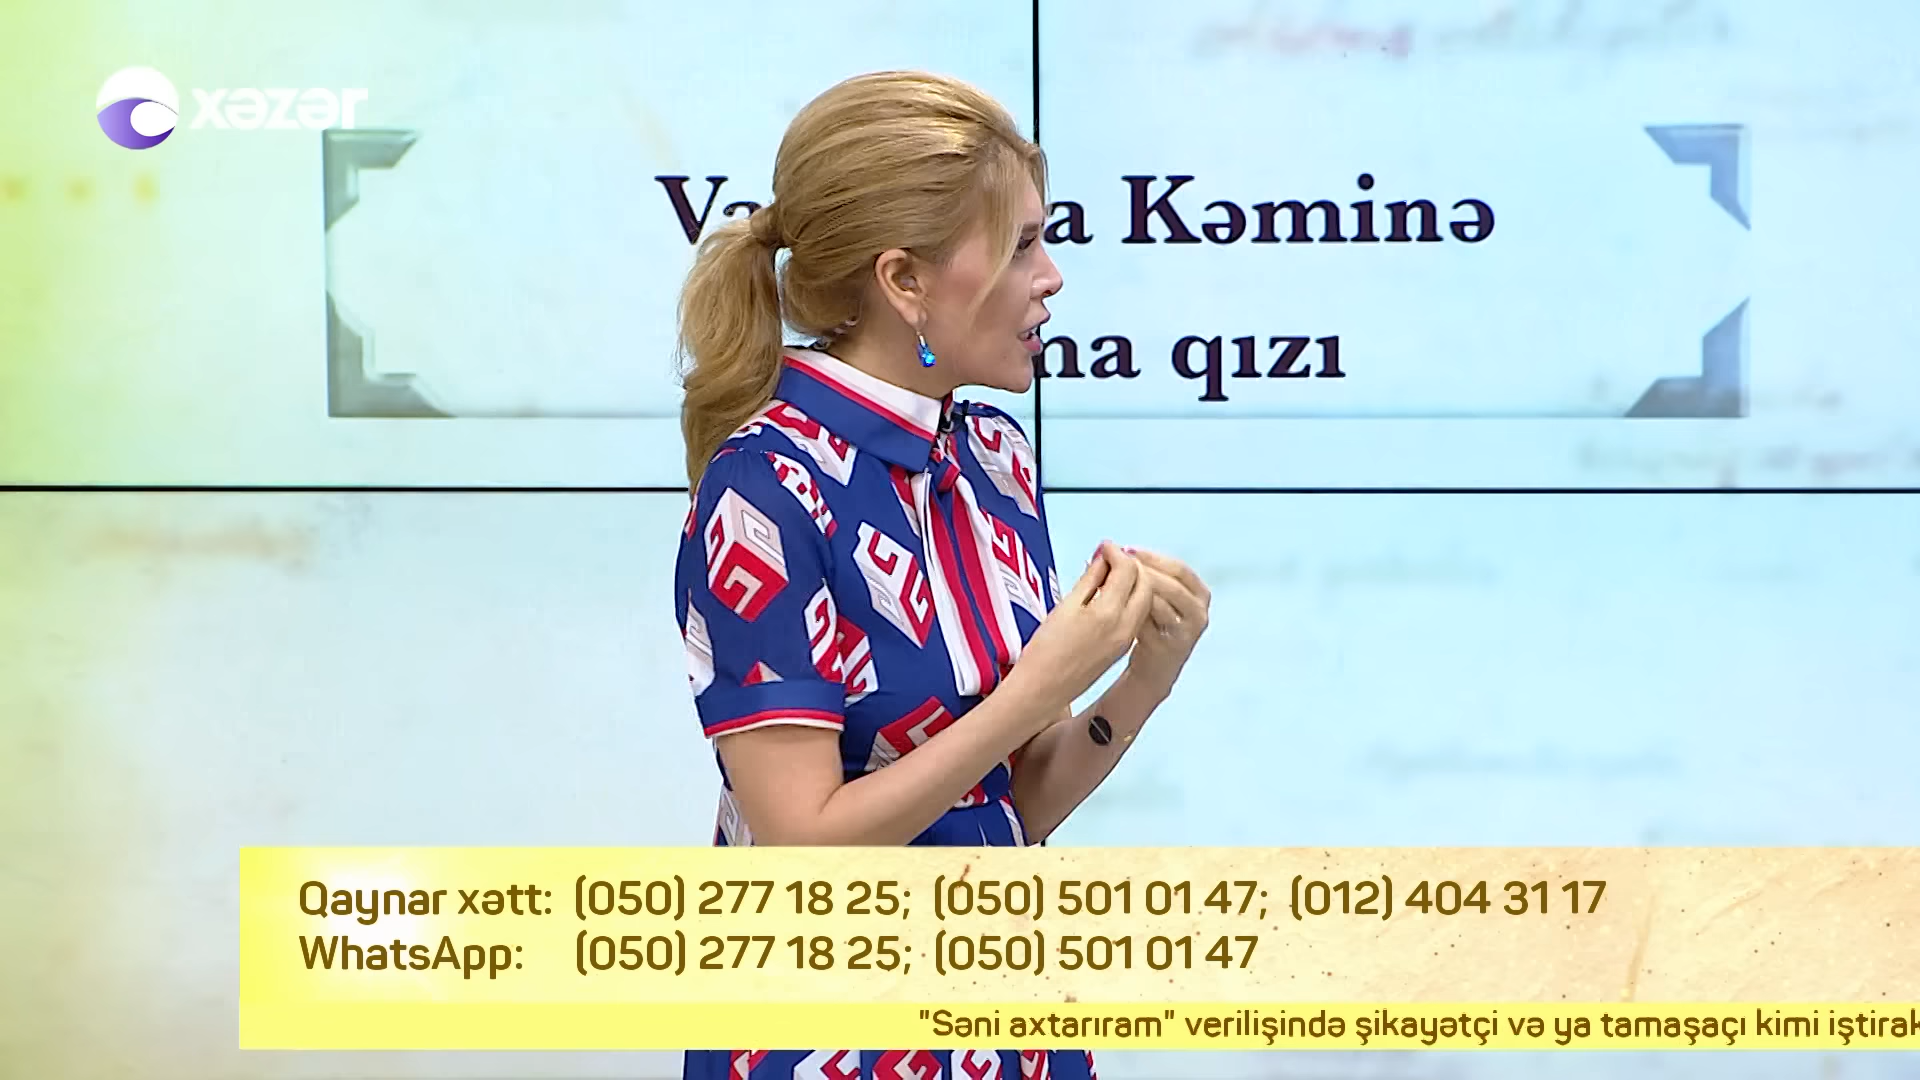 xəzər
Kəminə
qızı
Qaynar xətt: (050) 277 18 25; (050) 501 01 47; (012) 404 31 17
WhatsApp: (050) 277 18 25; (050) 501 01 47
"Səni axtarıram" verilişində şikayətçi və ya tamaşaçı kimi iştirak